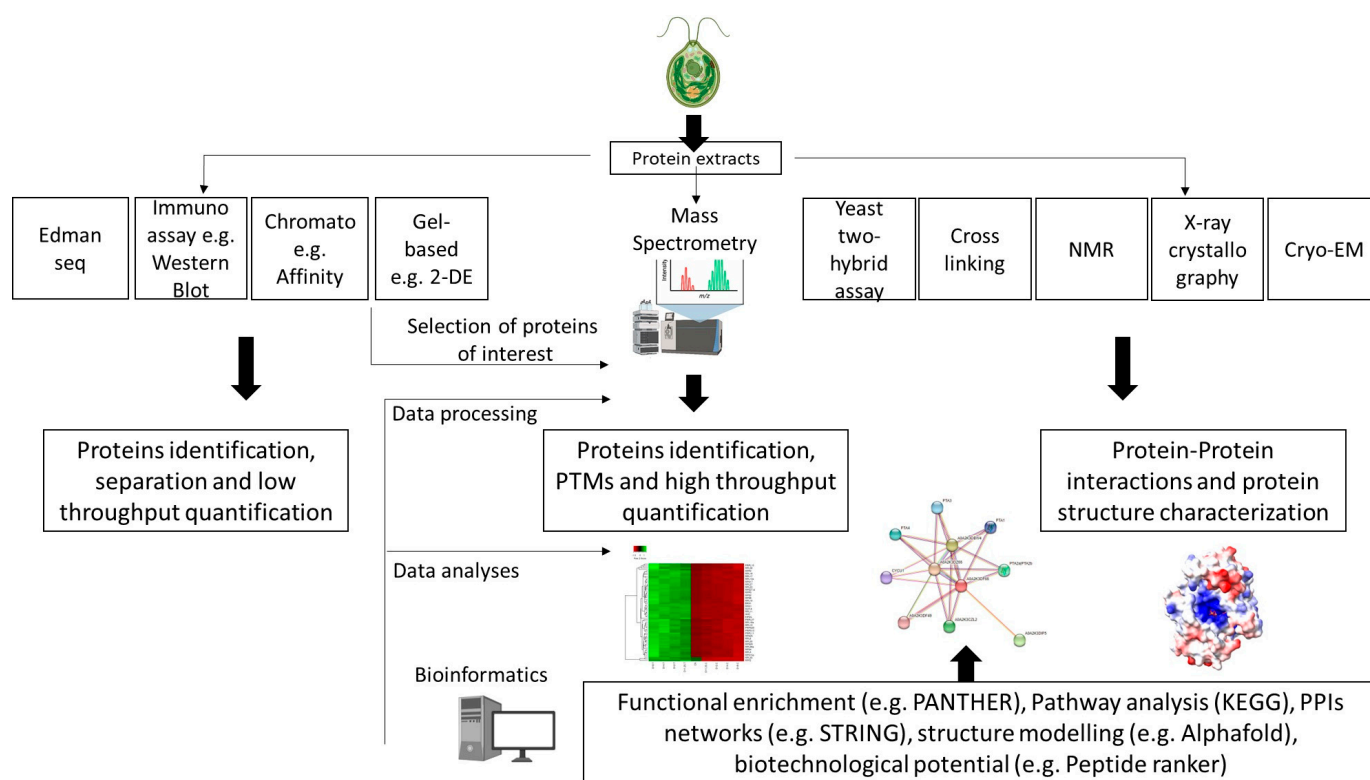 Protein extracts
Edman
seq
Immuno
assay e.g.
Western
Blot
Chromato
e.g.
Affinity
Gel-
based
e.g. 2-DE
Mass
Spectrometry
Intensity
m/z
Yeast
two-
hybrid
assay
Cross
linking
NMR
X-ray
crystallo
graphy
Cryo-EM
Selection of proteins
of interest
Data processing
Proteins identification,
separation and low
throughput quantification
Proteins identification,
PTMs and high throughput
quantification
Protein-Protein
interactions and protein
structure characterization
Data analyses
Bioinformatics
Functional enrichment (e.g. PANTHER), Pathway analysis (KEGG), PPIs
networks (e.g. STRING), structure modelling (e.g. Alphafold),
biotechnological potential (e.g. Peptide ranker)